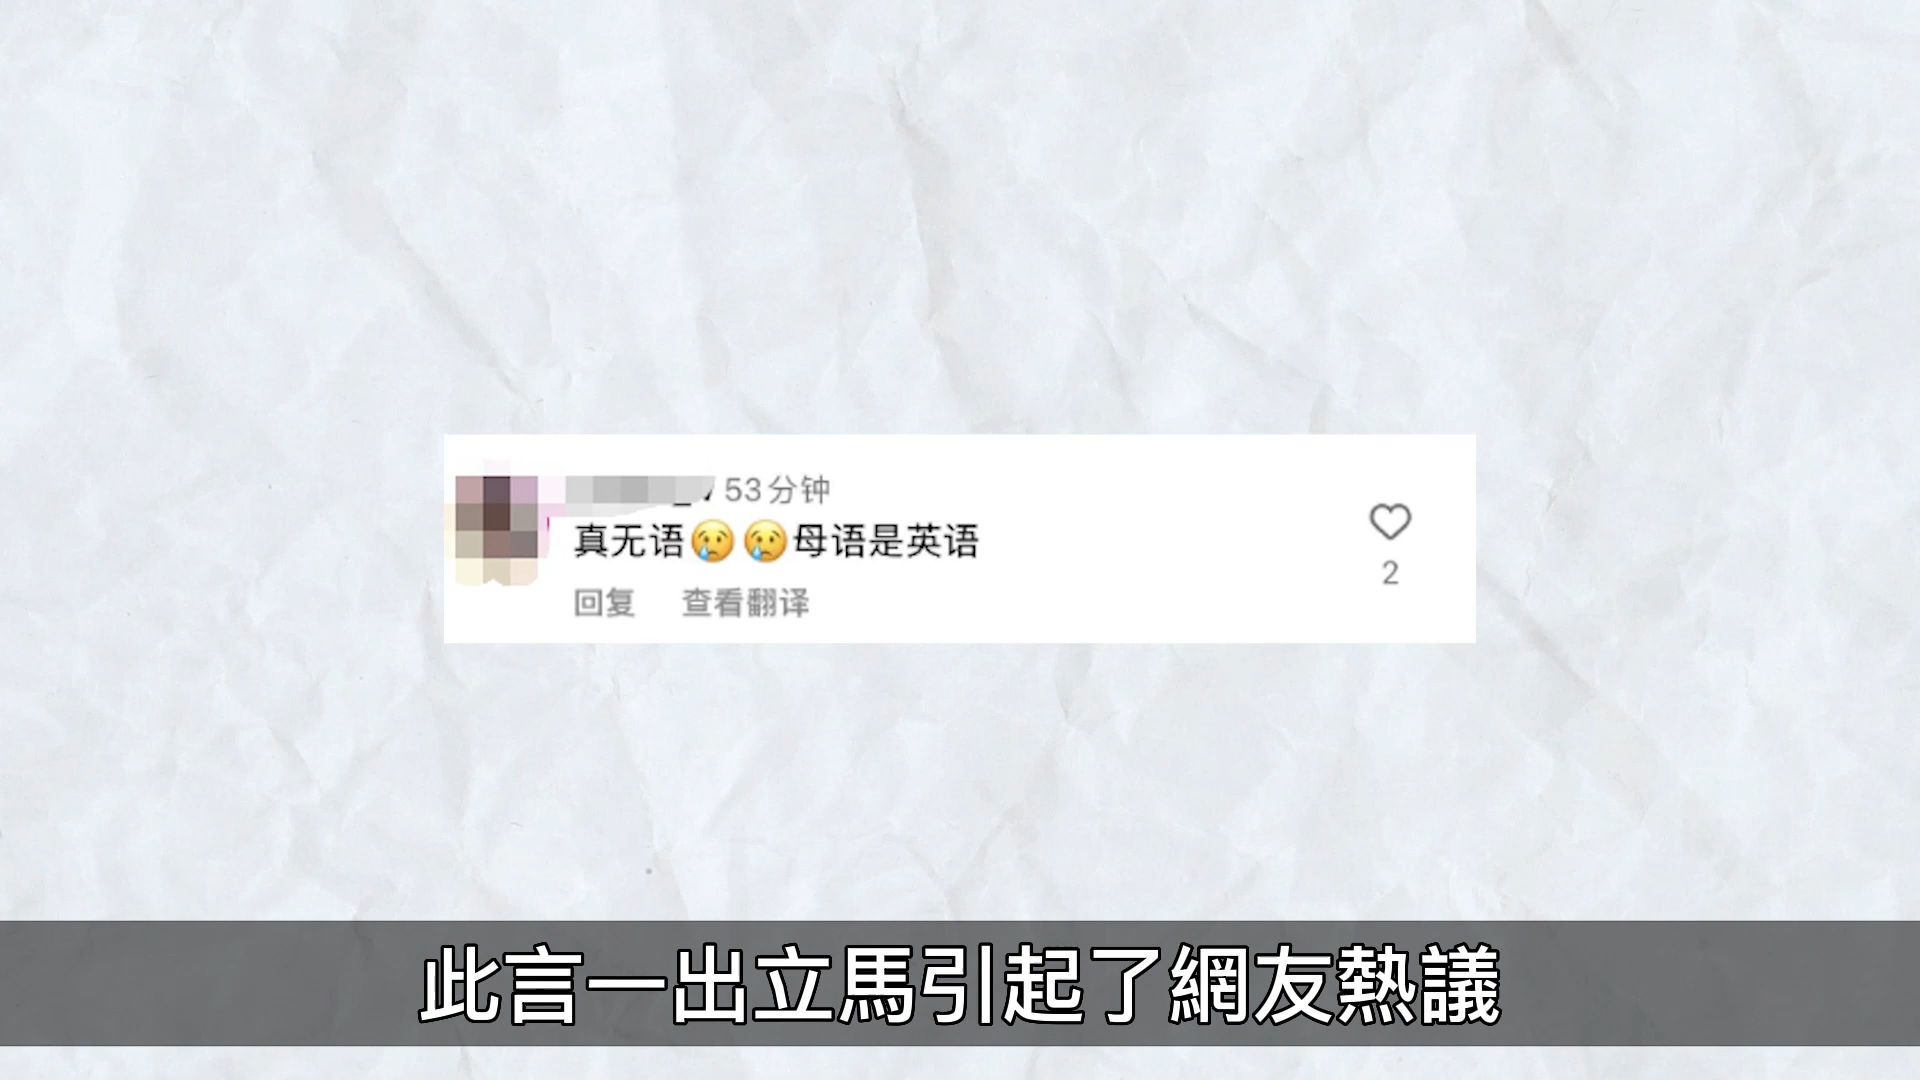 53分钟
真无语😢😢母语是英语
2
回复 查看翻译
此言一出立馬引起了網友熱議